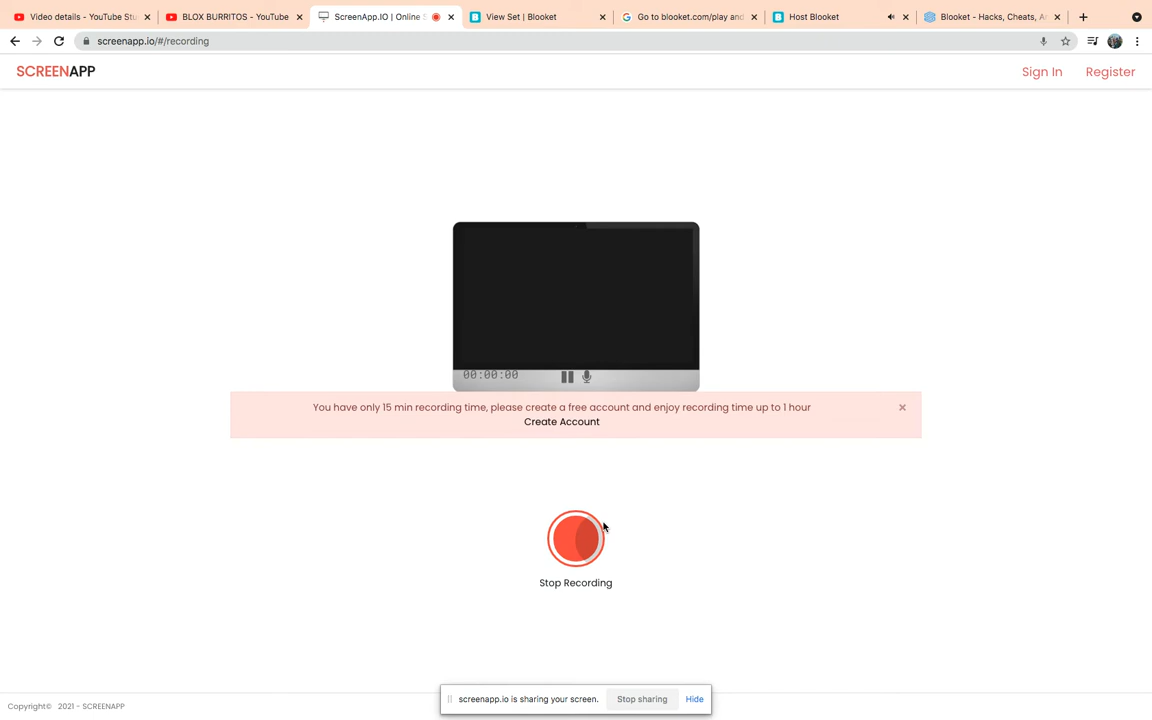 Video details - YouTube Stu
BLOX BURRITOS - YouTube
ScreenApp.IO | Online S
View Set | Blooket
Go to blooket.com/play and
Host Blooket
Blooket - Hacks, Cheats, A
screenapp.io/#/recording
SCREENAPP
Sign In
Register
00:00:00
You have only 15 min recording time, please create a free account and enjoy recording time up to 1 hour
Create Account
Stop Recording
screenapp.io is sharing your screen.
Stop sharing
Hide
Copyright© 2021 - SCREENAPP